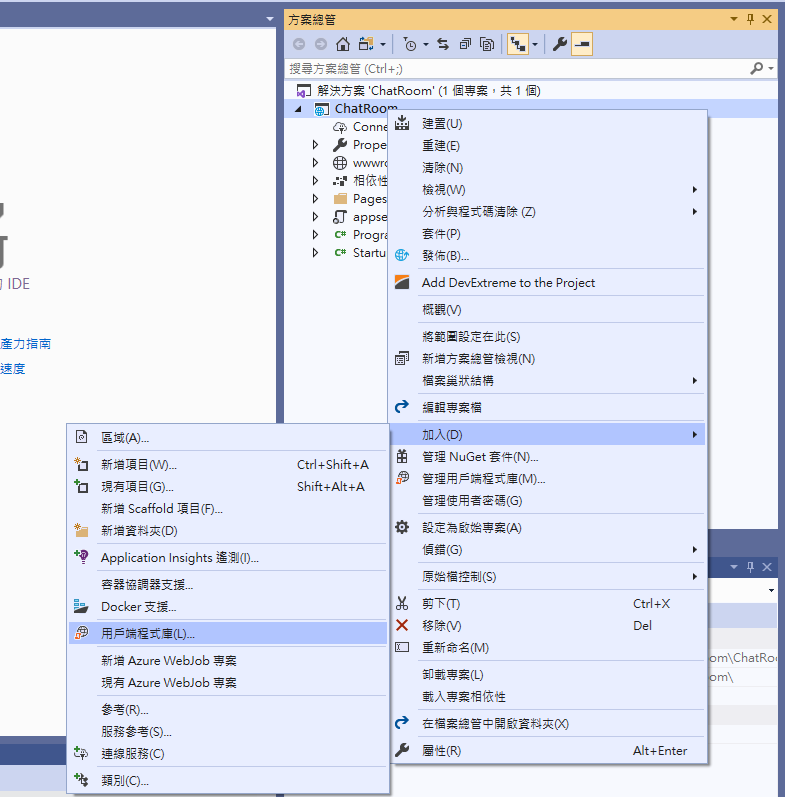 方案總管
搜尋方案總管 (Ctrl+;)
解決方案 'ChatRoom' (1 個專案，共 1 個)
ChatRoom
Conne
Prope
wwwro
相依性
Pages
appse
Progra
Startu
IDE
產力指南
速度
建置(U)
重建(E)
清除(N)
檢視(W)
分析與程式碼清除 (Z)
套件(P)
發佈(B)...
Add DevExtreme to the Project
概觀(V)
將範圍設定在此(S)
新增方案總管檢視(N)
檔案巢狀結構
編輯專案檔
加入(D)
管理 NuGet 套件(N)...
管理用戶端程式庫(M)...
管理使用者密碼(G)
設定為啟始專案(A)
偵錯(G)
原始檔控制(S)
剪下(T) Ctrl+X
移除(V) Del
重新命名(M)
卸載專案(L)
載入專案相依性
在檔案總管中開啟資料夾(X)
屬性(R) Alt+Enter
區域(A)...
新增項目(W)... Ctrl+Shift+A
現有項目(G)... Shift+Alt+A
新增 Scaffold 項目(F)...
新增資料夾(D)
Application Insights 遙測(I)...
容器協調器支援...
Docker 支援...
用戶端程式庫(L)...
新增 Azure WebJob 專案
現有 Azure WebJob 專案
參考(R)...
服務參考(S)...
連線服務(C)
類別(C)...
om\ChatRoo
om\